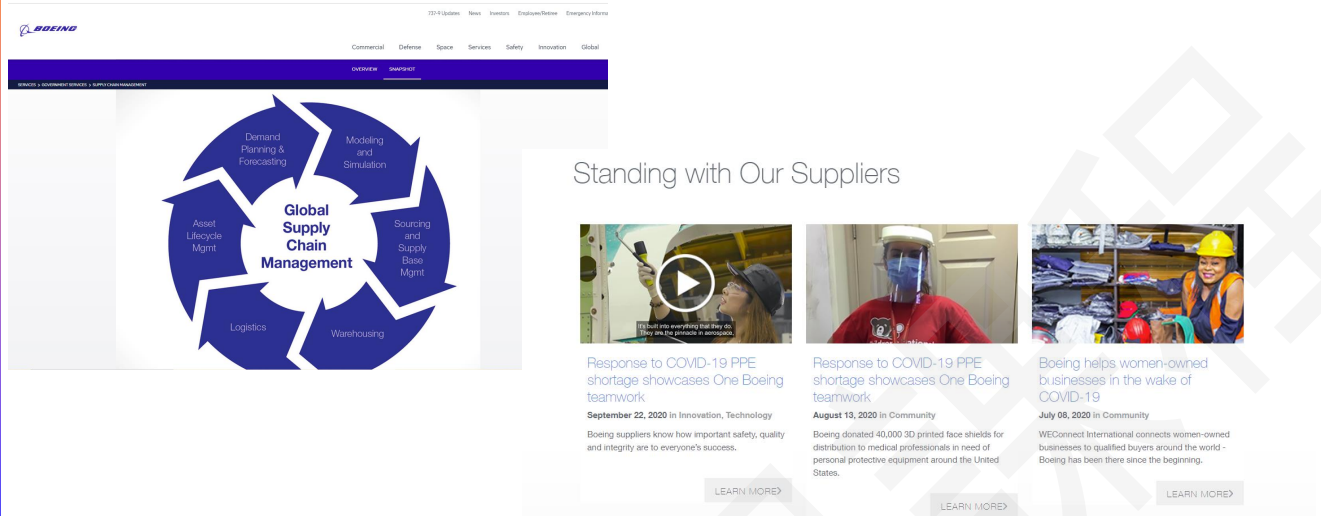 737-9 Updates News Investors Employee/Retiree Emergency Informa
BOEING
Commercial Defense Space Services Safety Innovation Global
OVERVIEW SNAPSHOT
SERVICES > GOVERNMENT SERVICES > SUPPLY CHAIN MANAGEMENT
Demand
Planning &
Forecasting
Modeling
and
Simulation
Sourcing
and
Supply
Base
Mgmt
Warehousing
Logistics
Asset
Lifecycle
Mgmt
Global
Supply
Chain
Management
Standing with Our Suppliers
It's built into everything that they do.
They are the pinnacle in aerospace.
Response to COVID-19 PPE
shortage showcases One Boeing
teamwork
September 22, 2020 in Innovation, Technology
Boeing suppliers know how important safety, quality
and integrity are to everyone's success.
LEARN MORE>
Response to COVID-19 PPE
shortage showcases One Boeing
teamwork
August 13, 2020 in Community
Boeing donated 40,000 3D printed face shields for
distribution to medical professionals in need of
personal protective equipment around the United
States.
LEARN MORE>
Boeing helps women-owned
businesses in the wake of
COVID-19
July 08, 2020 in Community
WEConnect International connects women-owned
businesses to qualified buyers around the world -
Boeing has been there since the beginning.
LEARN MORE>